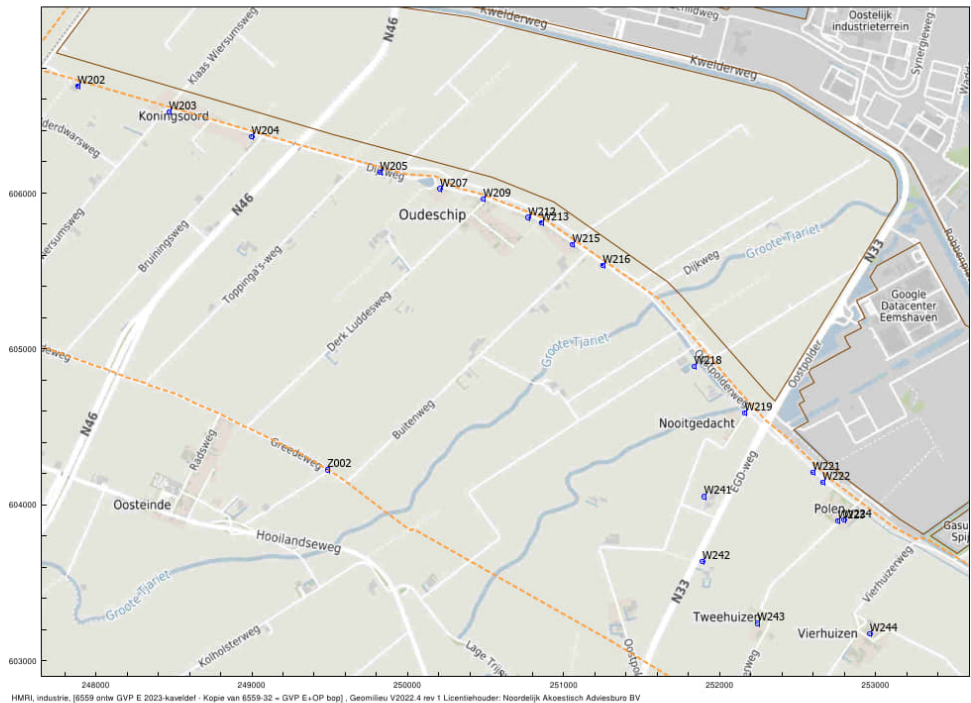 Kwelderweg
Schildweg
Oostelijk
industrieterrein
Synergieweg
N46
Klaas Wiersumsweg
Kwelderweg
W202
W203
Koningsoord
W204
W205
Dijkweg
W207
W209
606000
N46
Oudeschip
W212
W213
Groote Tjariet
W215
W216
Dijkweg
N33
Bruiningsweg
Toppinga's-weg
Google
Datacenter
Eemshaven
Derk Luddesweg
605000
Groote Tjariet
Oostpolder
W218
Oostpolderweg
W219
Nooitgedacht
N46
Buitenweg
Radsweg
Greedeweg
Z002
EGD-weg
W221
W222
W241
604000
Oosteinde
Polen
W223
W224
Hooilandseweg
W242
N33
Vierhuizerweg
Groote Tjariet
Tweehuizen
W243
Vierhuizen
W244
Kolholsterweg
603000
248000
249000
250000
251000
252000
253000
HMRI, industrie, [6559 ontw GVP E 2023-kaveldef - Kopie van 6559-32 = GVP E+OP bop] , Geomilieu V2022.4 rev 1 Licentiehouder: Noordelijk Akoestisch Adviesburo BV